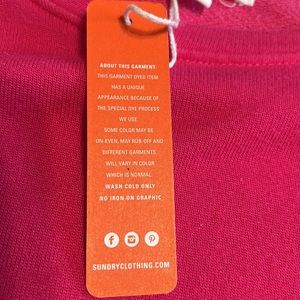 ABOUT THIS GARMENT:
THIS GARMENT DYED ITEM
HAS A UNIQUE
APPEARANCE BECAUSE OF
THE SPECIAL DYE PROCESS
WE USE
SOME COLOR MAY BE
UN-EVEN, MAY RUB OFF AND
DIFFERENT GARMENTS
WILL VARY IN COLOR
WHICH IS NORMAL.
WASH COLD ONLY
NO IRON ON GRAPHIC
SUNDRYCLOTHING.COM